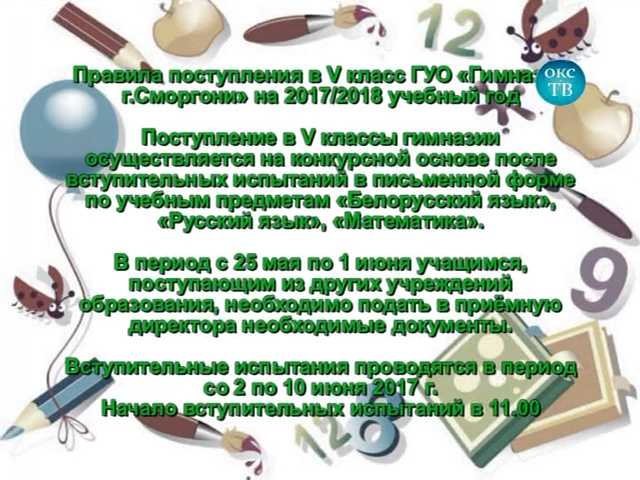 Правила поступления в V класс ГУО «Гимназ
г.Сморгони» на 2017/2018 учебный год
ОКС
ТВ
Поступление в V классы гимназии
осуществляется на конкурсной основе после
вступительных испытаний в письменной форме
по учебным предметам «Белорусский язык»,
«Русский язык», «Математика».
В период с 25 мая по 1 июня учащимся,
поступающим из других учреждений
образования, необходимо подать в приёмную
директора необходимые документы.
Вступительные испытания проводятся в период
со 2 по 10 июня 2017 г.
Начало вступительных испытаний в 11.00
12
9
12
8